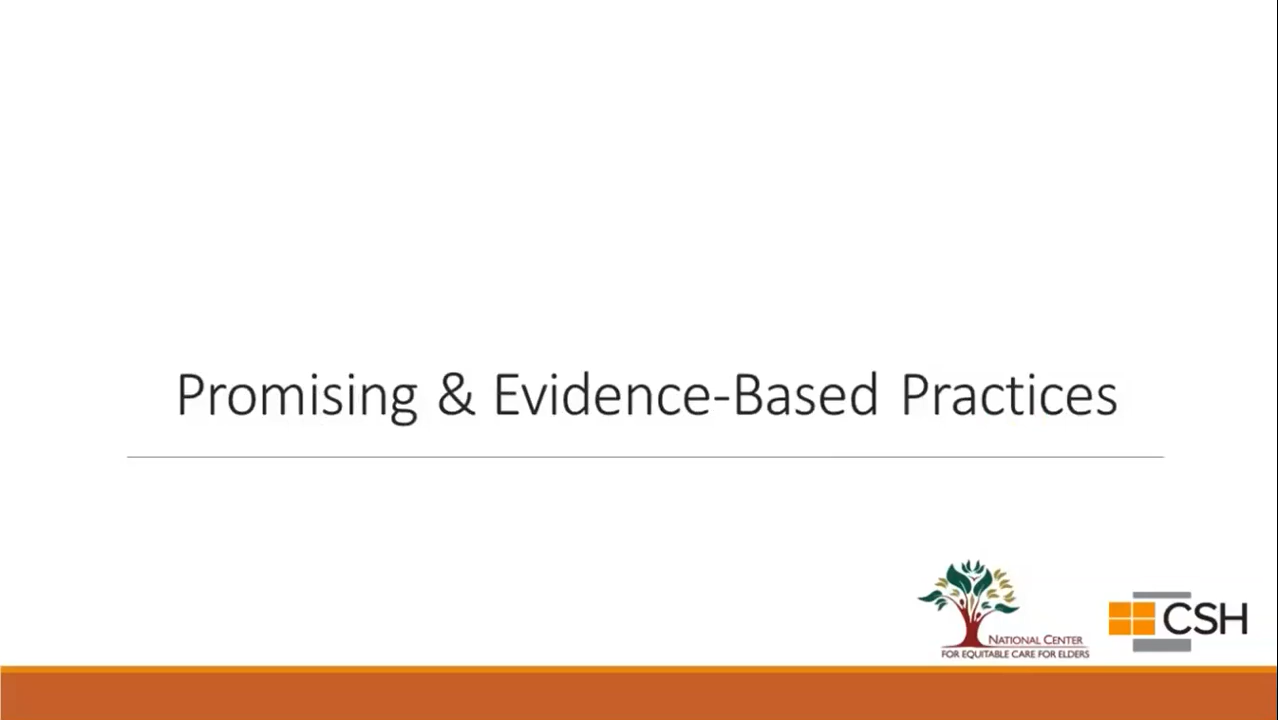 Promising & Evidence-Based Practices
NATIONAL CENTER
FOR EQUITABLE CARE FOR ELDERS
CSH